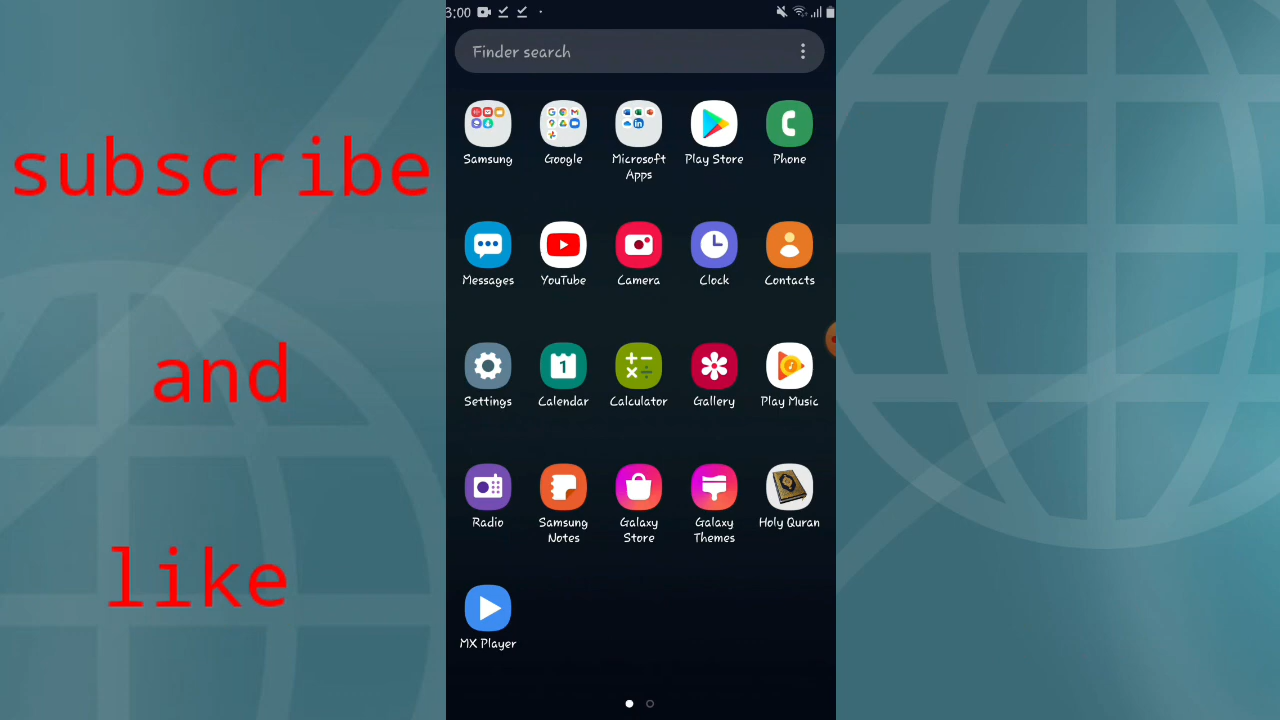 subscribe
and
like
3:00
Finder search
Samsung
Google
Microsoft
Apps
Play Store
Phone
Messages
YouTube
Camera
Clock
Contacts
Settings
1
Calendar
Calculator
Gallery
Play Music
Radio
Samsung
Notes
Galaxy
Store
Galaxy
Themes
Holy Quran
MX Player